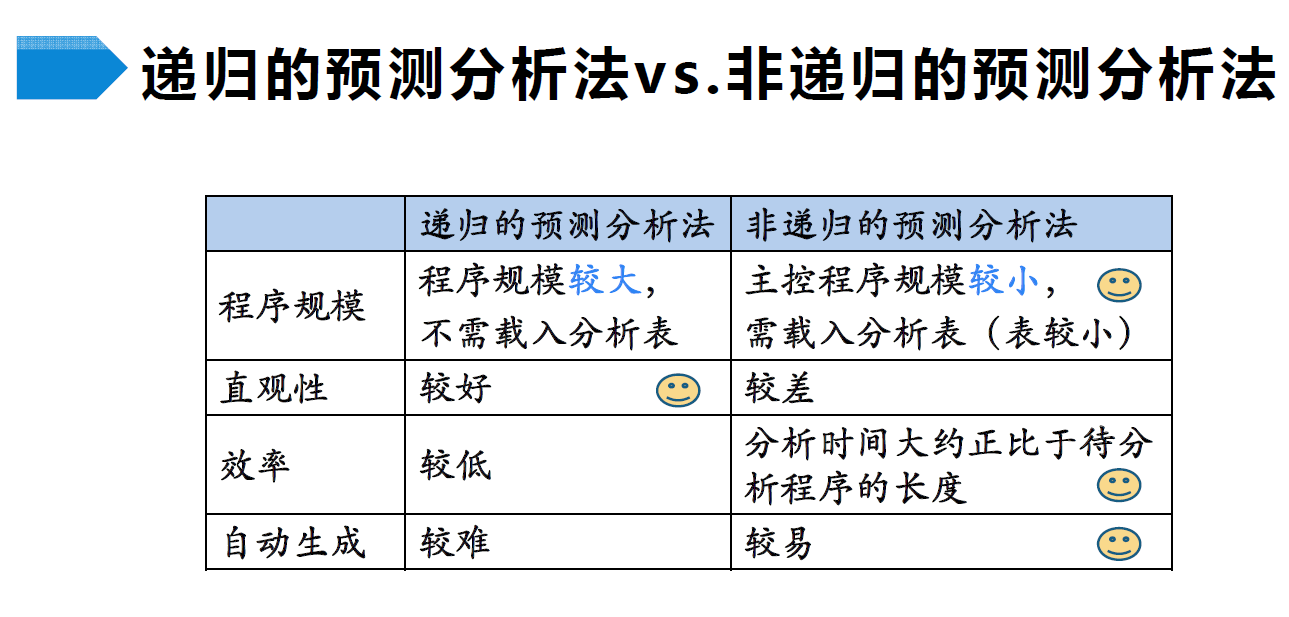 递归的预测分析法vs.非递归的预测分析法
递归的预测分析法 非递归的预测分析法
程序规模
程序规模较大，
不需载入分析表
主控程序规模较小，
需载入分析表（表较小）
直观性 较好 较差
效率 较低
分析时间大约正比于待分
析程序的长度
自动生成 较难 较易